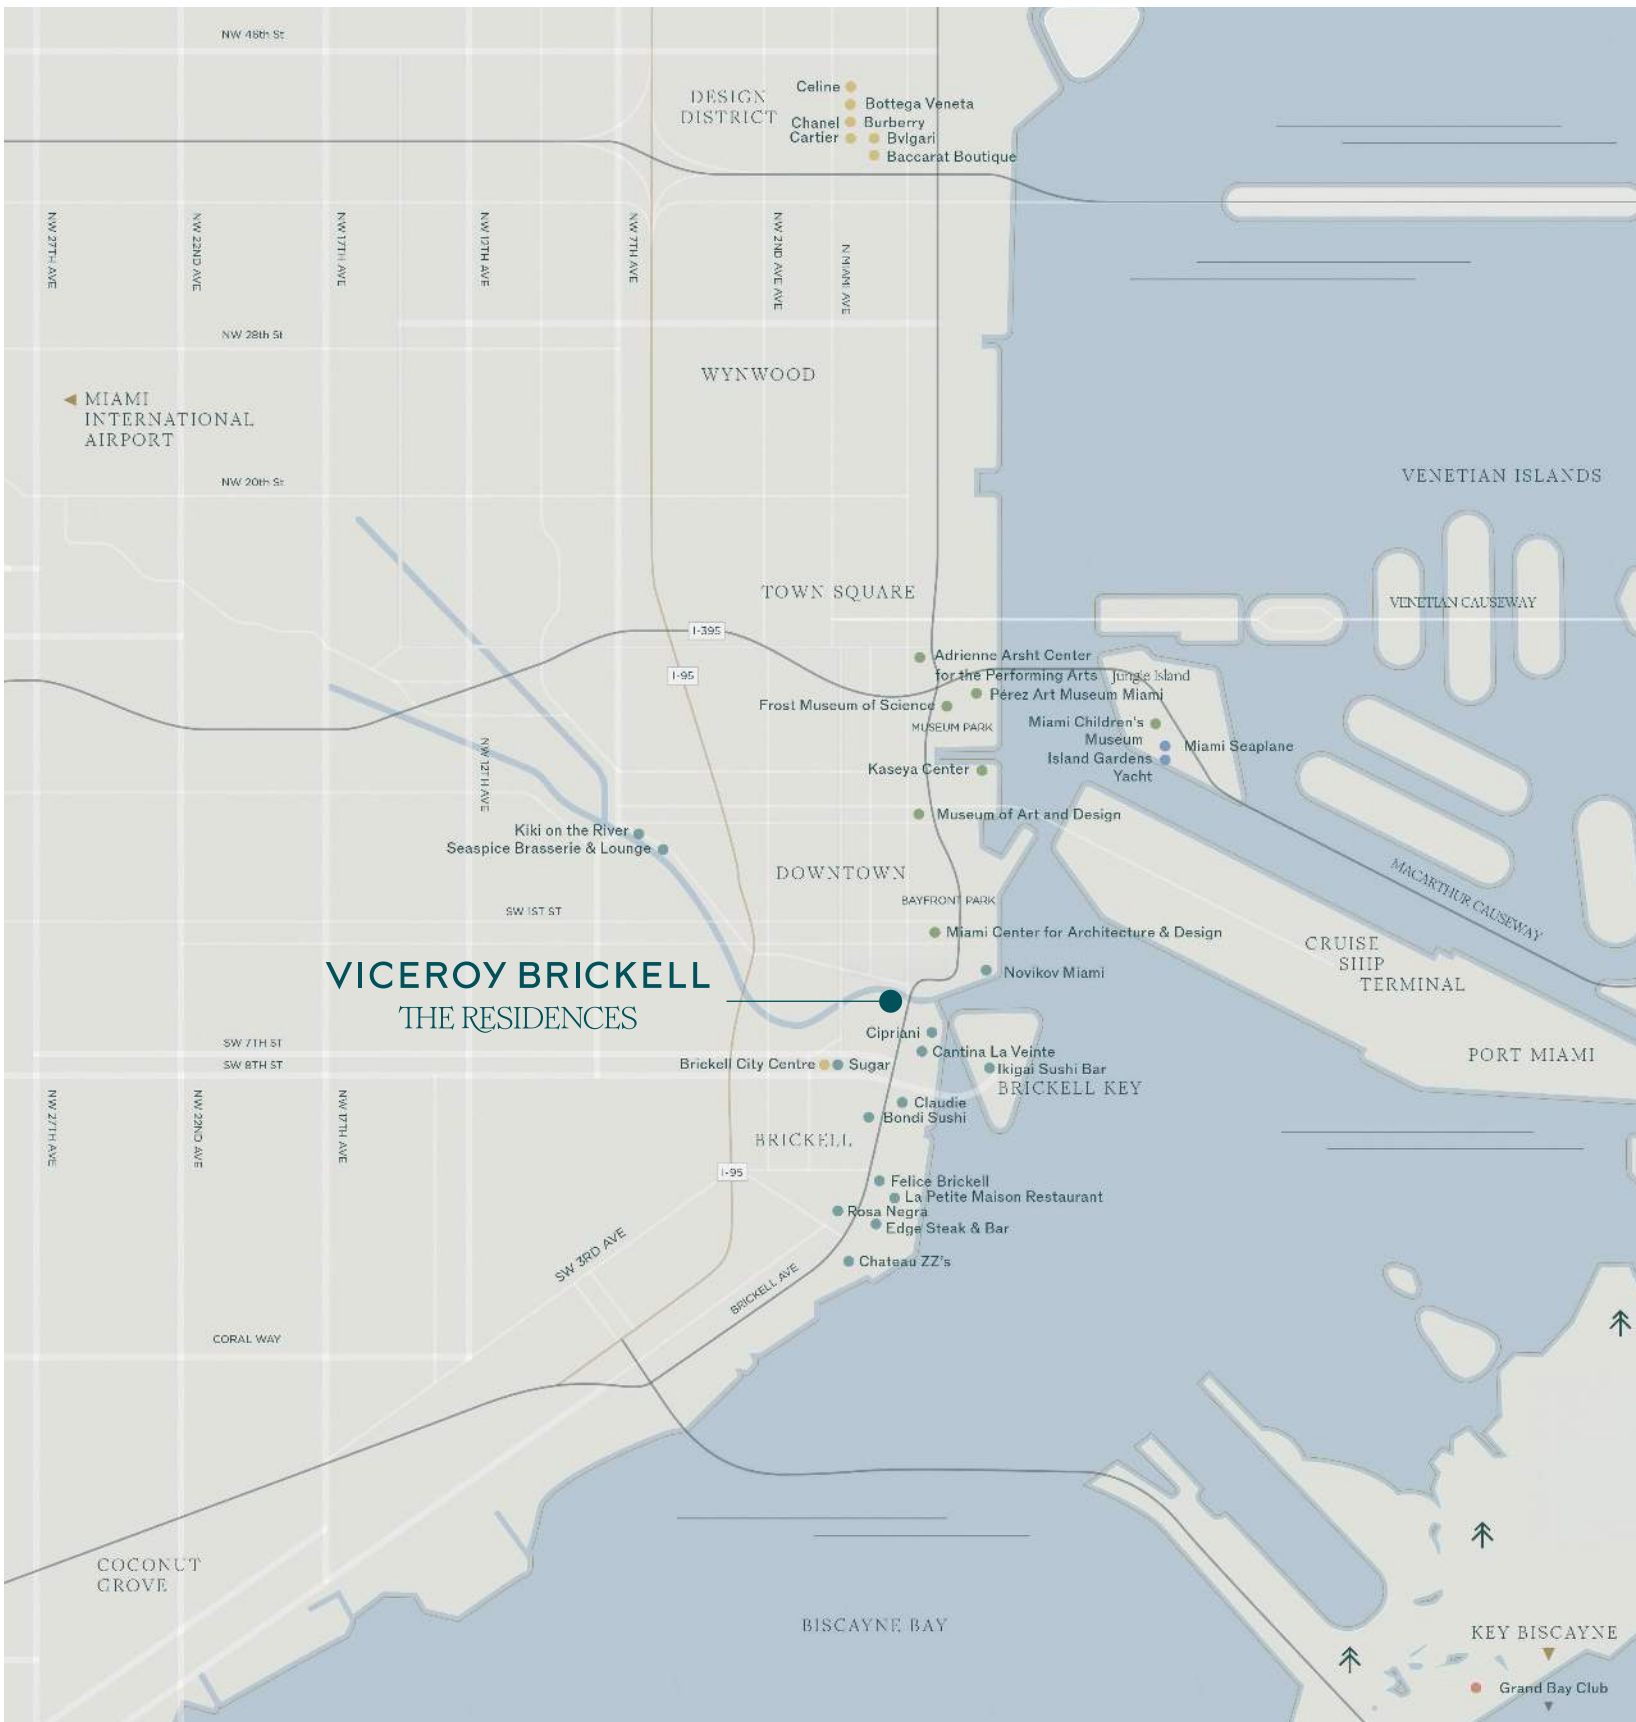 NW 46th St
DESIGN
DISTRICT
Celine
Bottega Veneta
Chanel
Burberry
Cartier
Bvlgari
Baccarat Boutique
NW 27TH AVE
NW 22ND AVE
NW 17TH AVE
NW 12TH AVE
NW 7TH AVE
NW 2ND AVE AVE
N MIAMI AVE
NW 28th St
WYNWOOD
MIAMI
INTERNATIONAL
AIRPORT
NW 20th St
VENETIAN ISLANDS
TOWN SQUARE
VENETIAN CAUSEWAY
I-395
I-95
Adrienne Arsht Center
for the Performing Arts
Jungle Island
Pérez Art Museum Miami
Frost Museum of Science
MUSEUM PARK
Miami Children's
Museum
Miami Seaplane
Island Gardens
Yacht
Kaseya Center
NW 12TH AVE
Museum of Art and Design
Kiki on the River
Seaspice Brasserie & Lounge
DOWNTOWN
MACARTHUR CAUSEWAY
BAYFRONT PARK
SW 1ST ST
Miami Center for Architecture & Design
CRUISE
SHIP
TERMINAL
Novikov Miami
VICEROY BRICKELL
THE RESIDENCES
Cipriani
SW 7TH ST
Cantina La Veinte
PORT MIAMI
SW 8TH ST
Brickell City Centre
Sugar
Ikigai Sushi Bar
BRICKELL KEY
NW 27TH AVE
NW 22ND AVE
NW 17TH AVE
Claudie
Bondi Sushi
BRICKELL
I-95
Felice Brickell
La Petite Maison Restaurant
Rosa Negra
Edge Steak & Bar
SW 3RD AVE
Chateau ZZ's
BRICKELL AVE
CORAL WAY
COCONUT
GROVE
BISCAYNE BAY
KEY BISCAYNE
Grand Bay Club